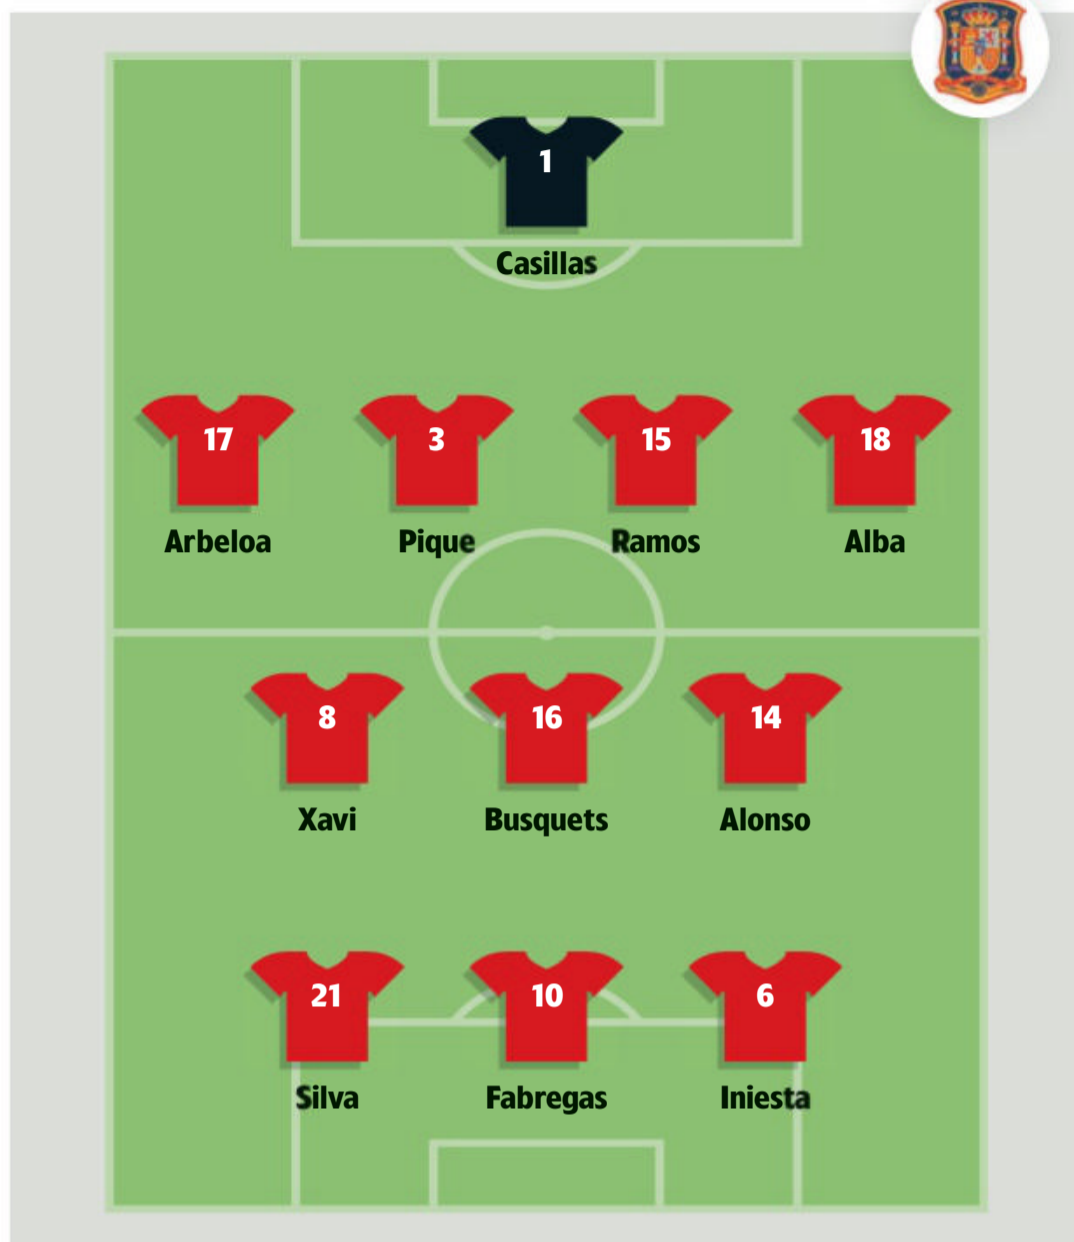 1
Casillas
17 3 15 18
Arbeloa Pique Ramos Alba
8 16 14
Xavi Busquets Alonso
21 10 6
Silva Fabregas Iniesta